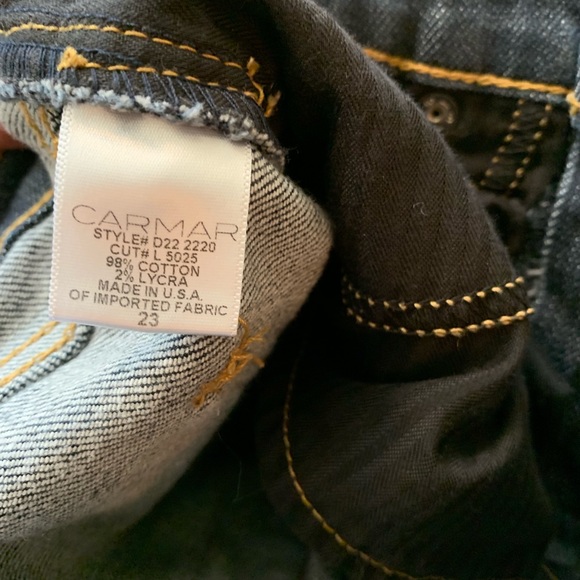 CARMAR
STYLE# D22 2220
CUT# L 5025
98% COTTON
2% LYCRA
MADE IN U.S.A.
OF IMPORTED FABRIC
23